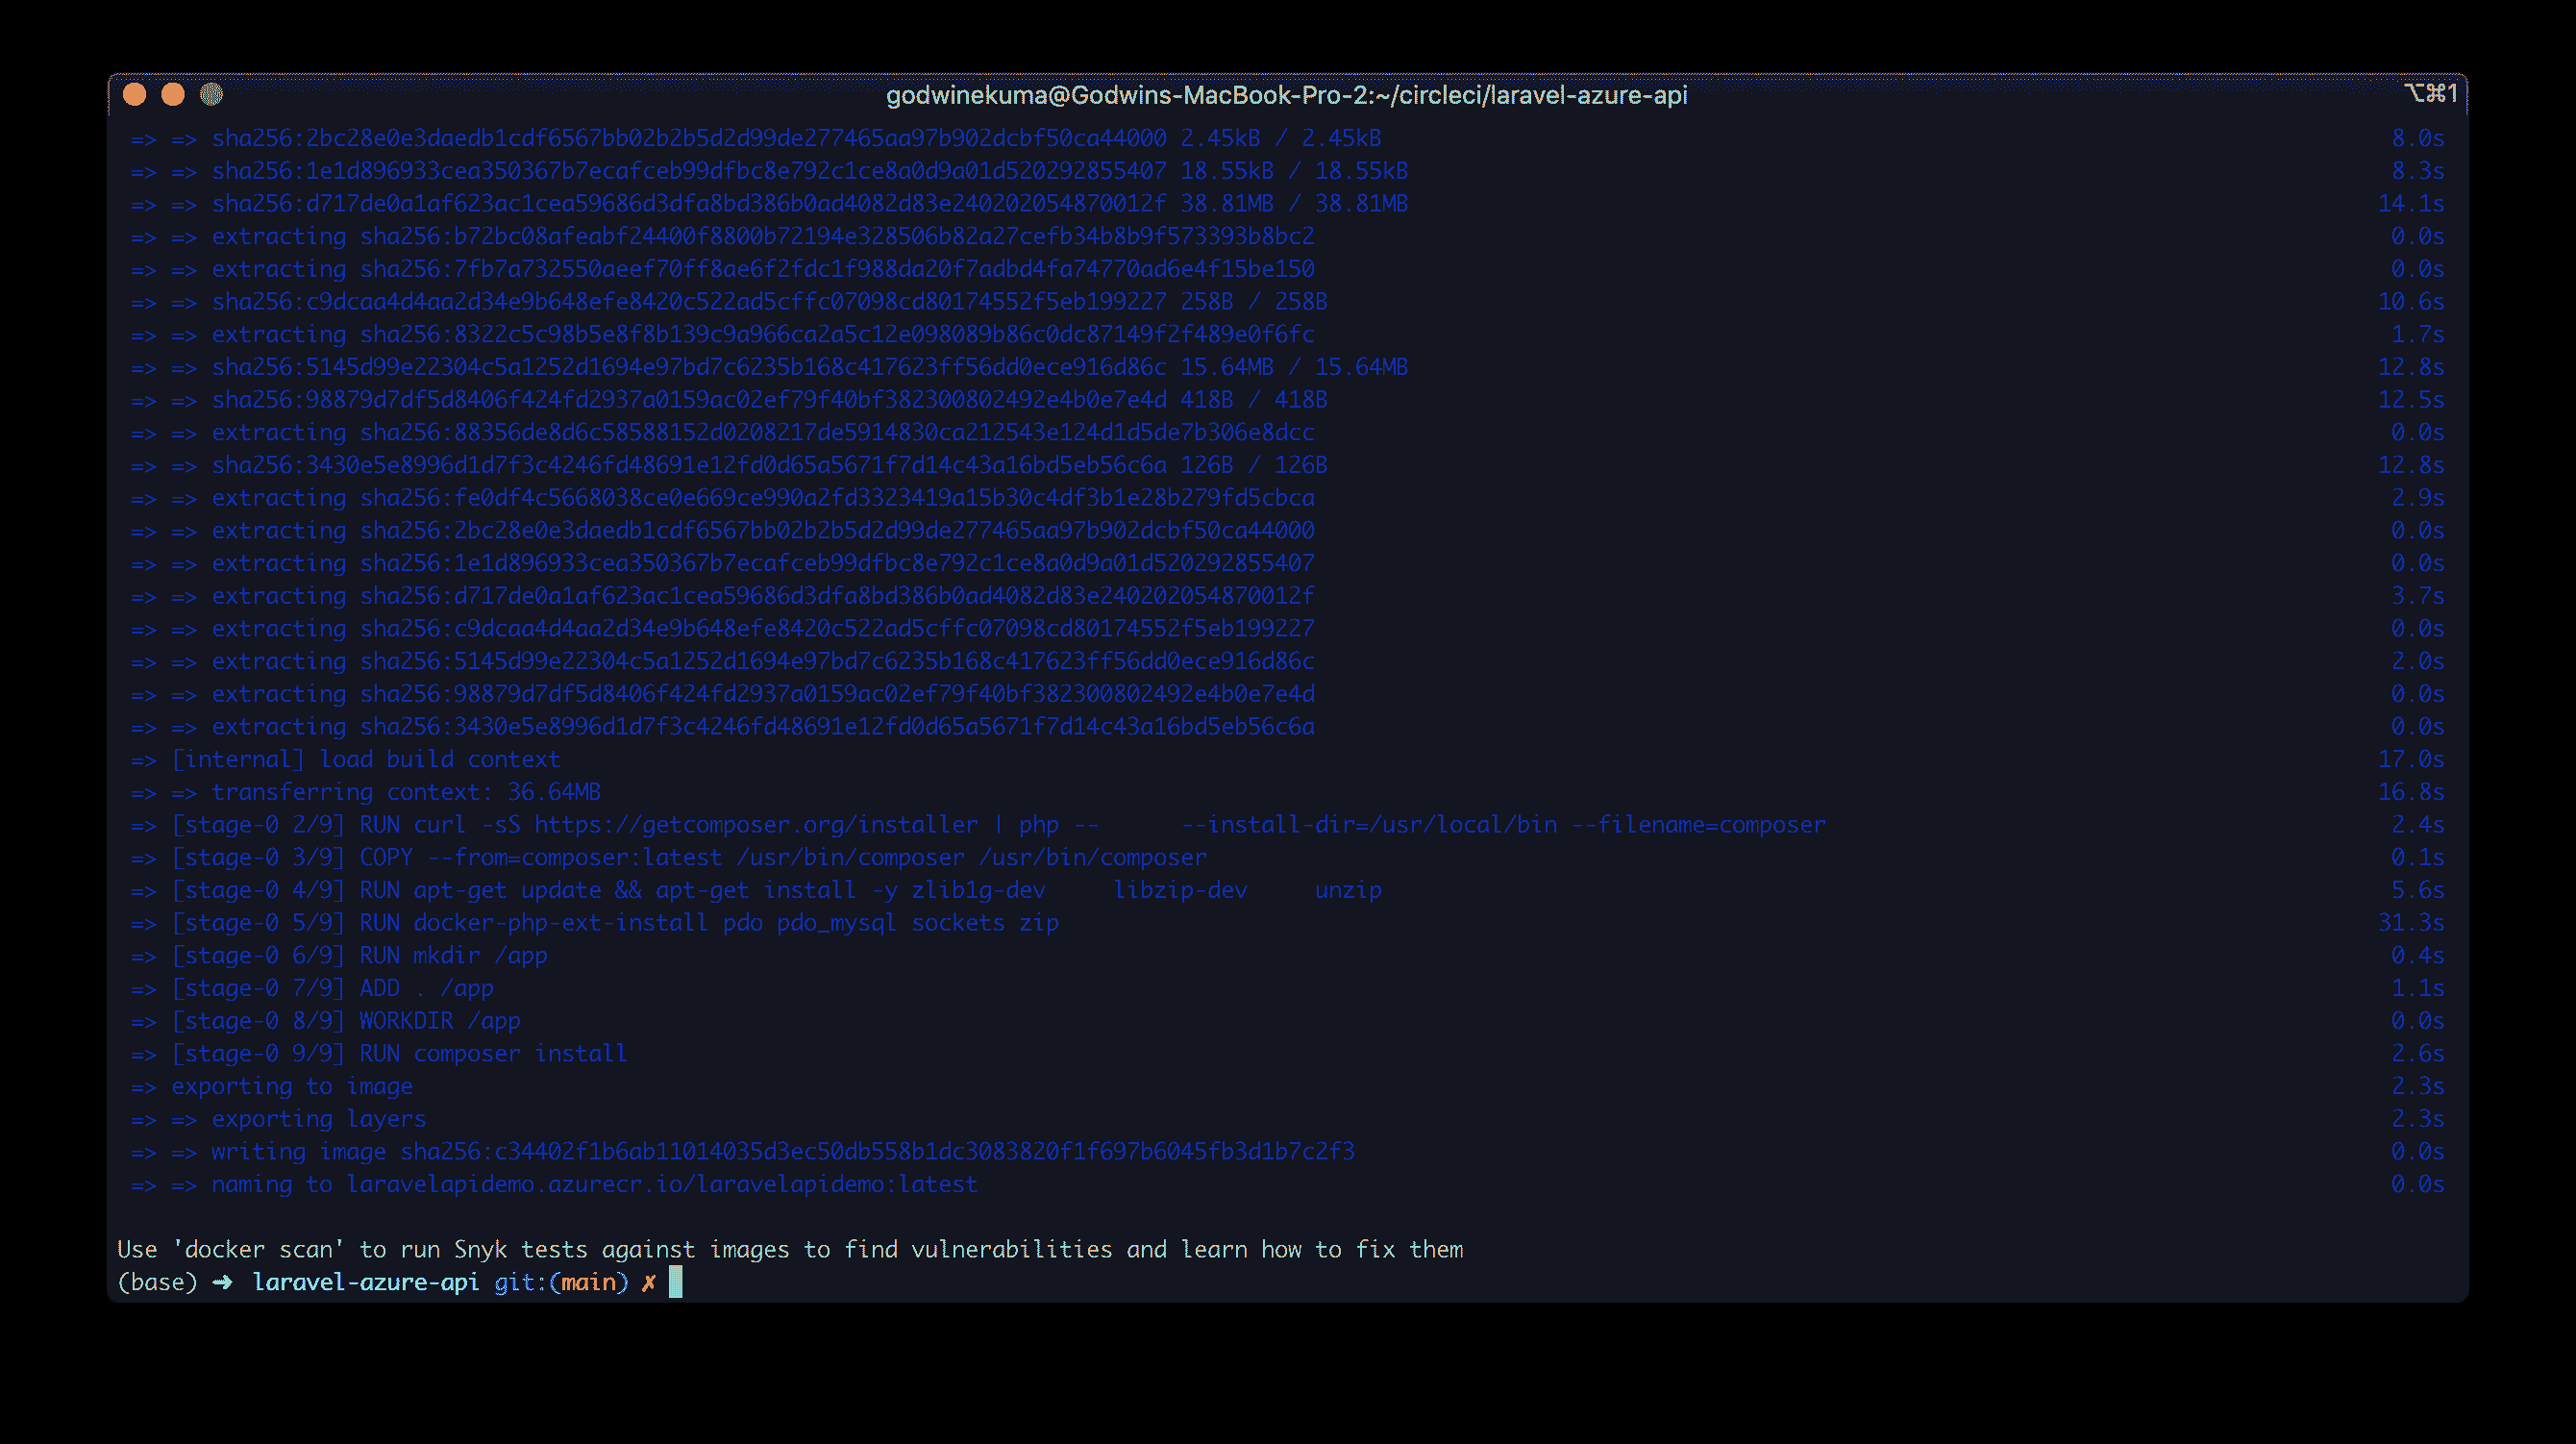 godwinekuma@Godwins-MacBook-Pro-2:~/circleci/laravel-azure-api ⌥⌘1
=> => sha256:2bc28e0e3daedb1cdf6567bb02b2b5d2d99de277465aa97b902dcbf50ca44000 2.45kB / 2.45kB 8.0s
=> => sha256:1e1d896933cea350367b7ecafceb99dfbc8e792c1ce8a0d9a01d520292855407 18.55kB / 18.55kB 8.3s
=> => sha256:d717de0a1af623ac1cea59686d3dfa8bd386b0ad4082d83e240202054870012f 38.81MB / 38.81MB 14.1s
=> => extracting sha256:b72bc08afeabf24400f8800b72194e328506b82a27cefb34b8b9f573393b8bc2 0.0s
=> => extracting sha256:7fb7a732550aeef70ff8ae6f2fdc1f988da20f7adbd4fa74770ad6e4f15be150 0.0s
=> => sha256:c9dcaa4d4aa2d34e9b648efe8420c522ad5cffc07098cd80174552f5eb199227 258B / 258B 10.6s
=> => extracting sha256:8322c5c98b5e8f8b139c9a966ca2a5c12e098089b86c0dc87149f2f489e0f6fc 1.7s
=> => sha256:5145d99e22304c5a1252d1694e97bd7c6235b168c417623ff56dd0ece916d86c 15.64MB / 15.64MB 12.8s
=> => sha256:98879d7df5d8406f424fd2937a0159ac02ef79f40bf382300802492e4b0e7e4d 418B / 418B 12.5s
=> => extracting sha256:88356de8d6c58588152d0208217de5914830ca212543e124d1d5de7b306e8dcc 0.0s
=> => sha256:3430e5e8996d1d7f3c4246fd48691e12fd0d65a5671f7d14c43a16bd5eb56c6a 126B / 126B 12.8s
=> => extracting sha256:fe0df4c5668038ce0e669ce990a2fd3323419a15b30c4df3b1e28b279fd5cbca 2.9s
=> => extracting sha256:2bc28e0e3daedb1cdf6567bb02b2b5d2d99de277465aa97b902dcbf50ca44000 0.0s
=> => extracting sha256:1e1d896933cea350367b7ecafceb99dfbc8e792c1ce8a0d9a01d520292855407 0.0s
=> => extracting sha256:d717de0a1af623ac1cea59686d3dfa8bd386b0ad4082d83e240202054870012f 3.7s
=> => extracting sha256:c9dcaa4d4aa2d34e9b648efe8420c522ad5cffc07098cd80174552f5eb199227 0.0s
=> => extracting sha256:5145d99e22304c5a1252d1694e97bd7c6235b168c417623ff56dd0ece916d86c 2.0s
=> => extracting sha256:98879d7df5d8406f424fd2937a0159ac02ef79f40bf382300802492e4b0e7e4d 0.0s
=> => extracting sha256:3430e5e8996d1d7f3c4246fd48691e12fd0d65a5671f7d14c43a16bd5eb56c6a 0.0s
=> [internal] load build context 17.0s
=> => transferring context: 36.64MB 16.8s
=> [stage-0 2/9] RUN curl -sS https://getcomposer.org/installer | php --      --install-dir=/usr/local/bin --filename=composer 2.4s
=> [stage-0 3/9] COPY --from=composer:latest /usr/bin/composer /usr/bin/composer 0.1s
=> [stage-0 4/9] RUN apt-get update && apt-get install -y zlib1g-dev     libzip-dev     unzip 5.6s
=> [stage-0 5/9] RUN docker-php-ext-install pdo pdo_mysql sockets zip 31.3s
=> [stage-0 6/9] RUN mkdir /app 0.4s
=> [stage-0 7/9] ADD . /app 1.1s
=> [stage-0 8/9] WORKDIR /app 0.0s
=> [stage-0 9/9] RUN composer install 2.6s
=> exporting to image 2.3s
=> => exporting layers 2.3s
=> => writing image sha256:c34402f1b6ab11014035d3ec50db558b1dc3083820f1f697b6045fb3d1b7c2f3 0.0s
=> => naming to laravelapidemo.azurecr.io/laravelapidemo:latest 0.0s
Use 'docker scan' to run Snyk tests against images to find vulnerabilities and learn how to fix them
(base) ➜ laravel-azure-api git:(main) ✗